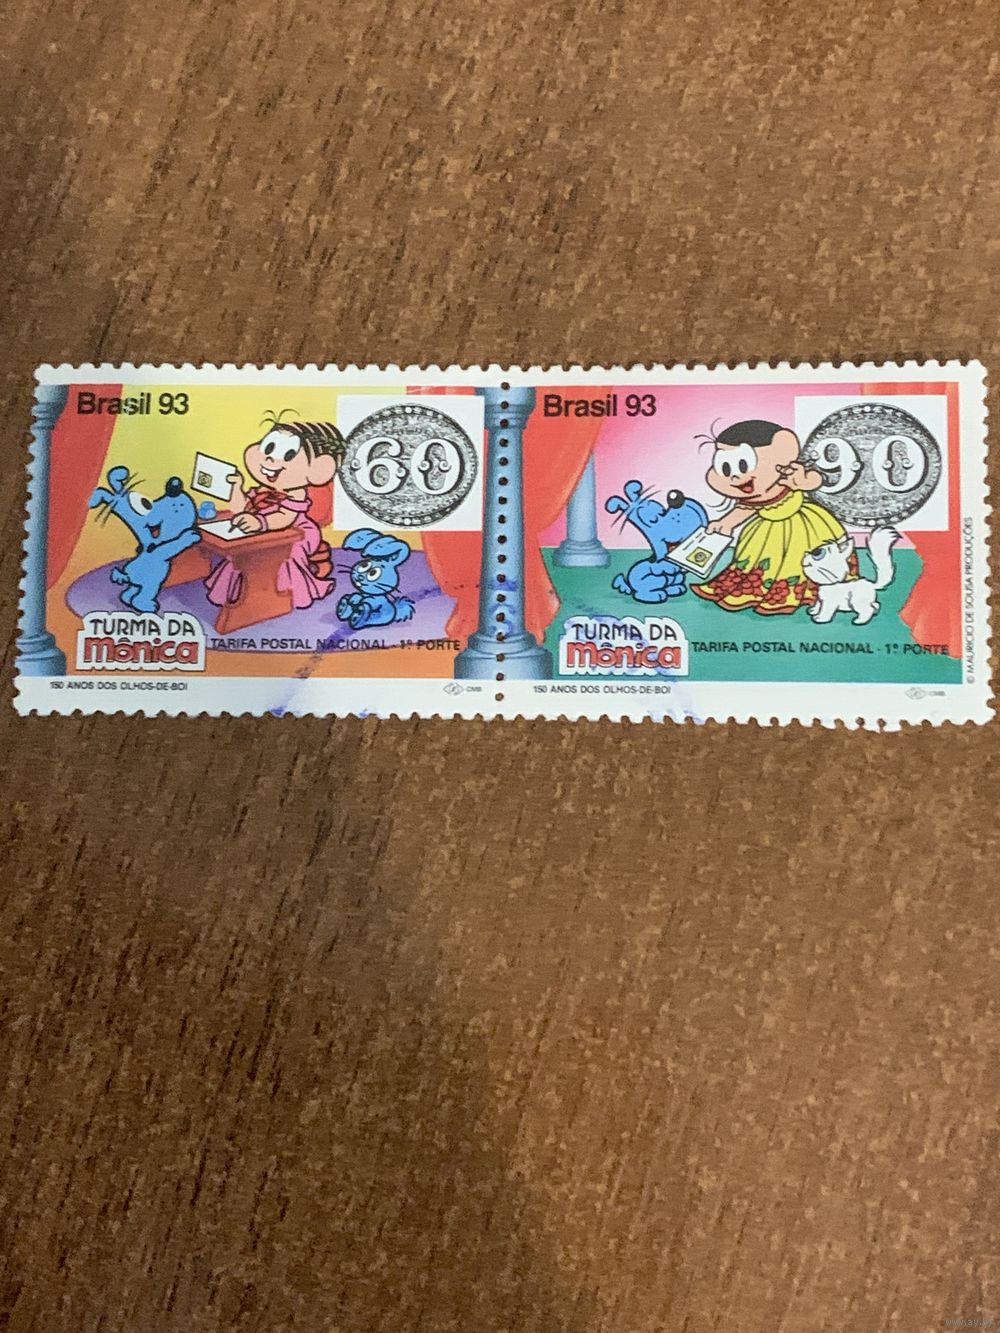 Brasil 93
60
TURMA DA
mônica
TARIFA POSTAL NACIONAL - 1º PORTE
150 ANOS DOS OLHOS-DE-BOI
CMB
Brasil 93
90
TURMA DA
mônica
TARIFA POSTAL NACIONAL · 1º PORTE
150 ANOS DOS OLHOS-DE-BOI
CMB
© MAURICIO DE SOUSA PRODUÇÕES